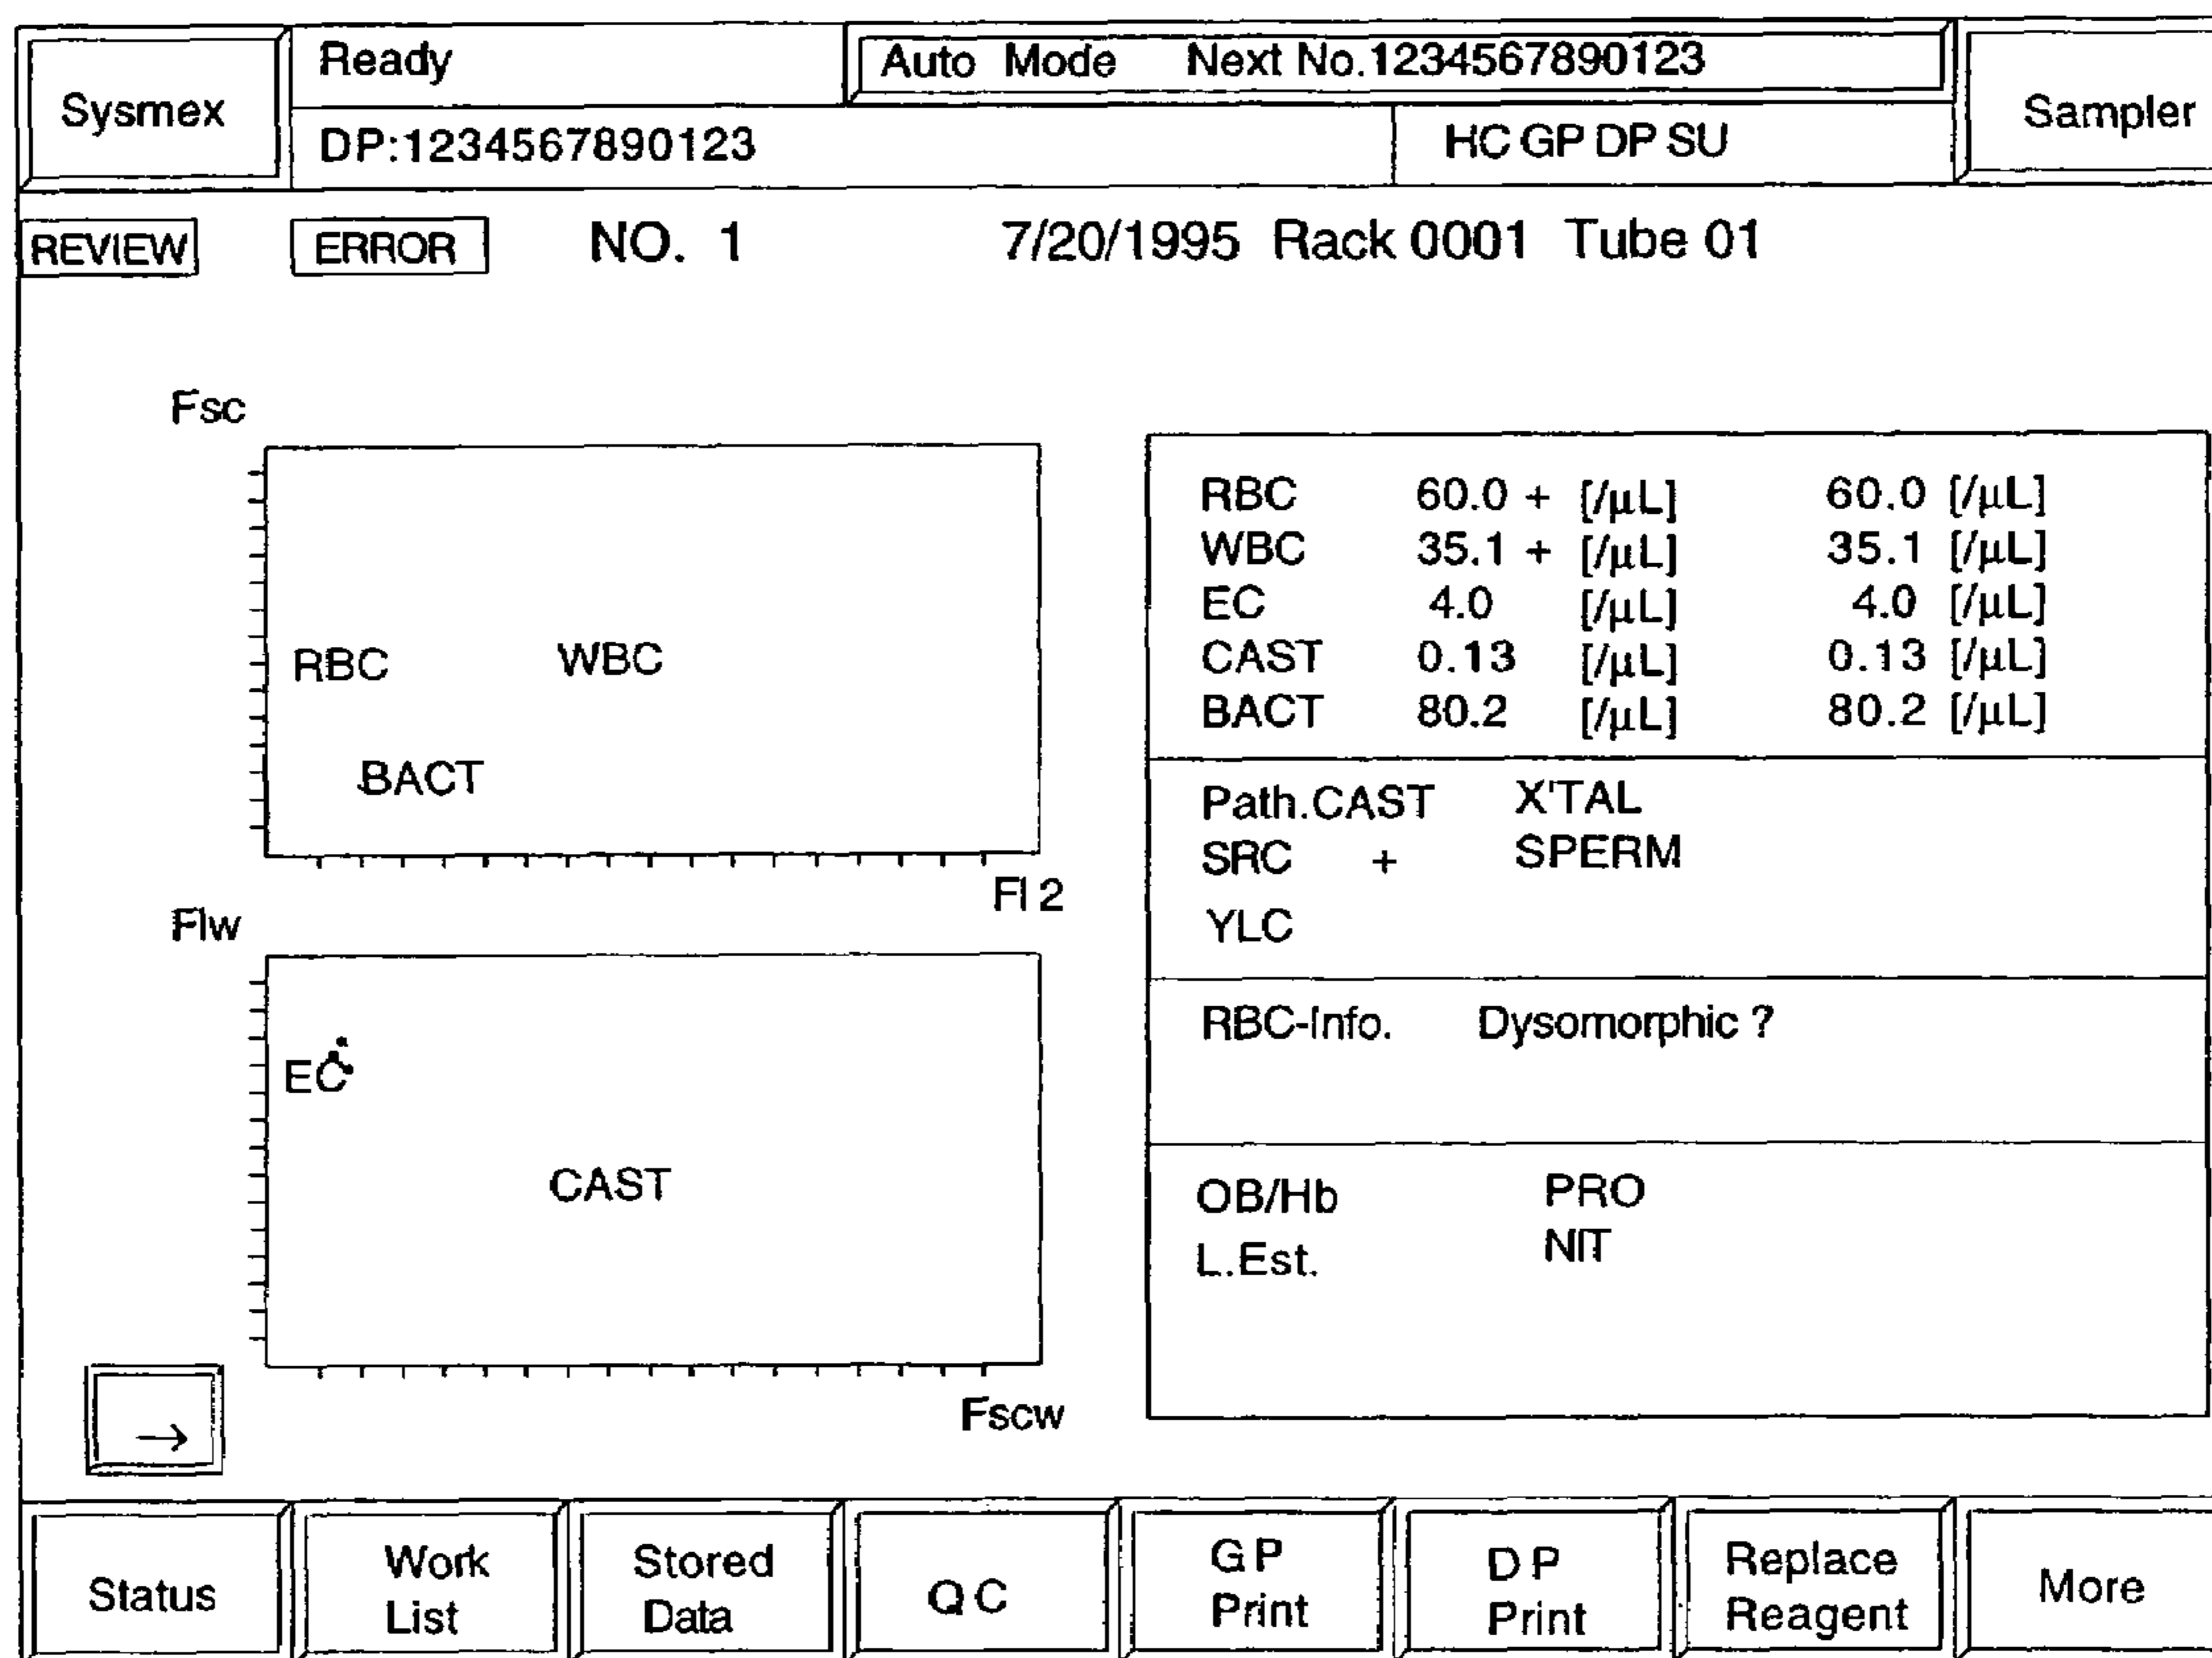 Sysmex
Ready
Auto Mode Next No.1234567890123
Sampler
DP:1234567890123
HC GP DP SU
REVIEW ERROR NO. 1 7/20/1995 Rack 0001 Tube 01
Fsc
RBC WBC
BACT
Fl 2
Flw
EC
CAST
Fscw
→
RBC 60.0 + [/µL] 60.0 [/µL]
WBC 35.1 + [/µL] 35.1 [/µL]
EC 4.0 [/µL] 4.0 [/µL]
CAST 0.13 [/µL] 0.13 [/µL]
BACT 80.2 [/µL] 80.2 [/µL]
Path.CAST X'TAL
SRC + SPERM
YLC
RBC-Info. Dysomorphic ?
OB/Hb PRO
L.Est. NIT
Status
Work
List
Stored
Data
QC
GP
Print
DP
Print
Replace
Reagent
More